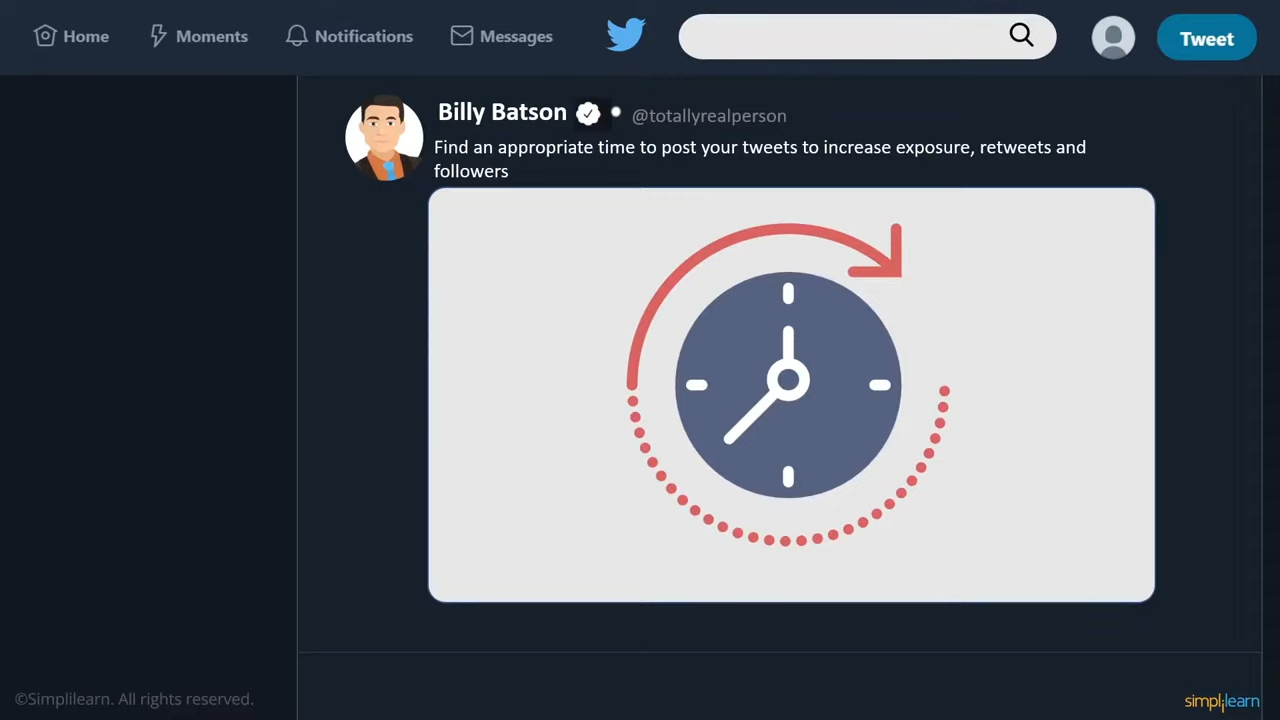 Home Moments Notifications Messages Tweet
Billy Batson @totallyrealperson
Find an appropriate time to post your tweets to increase exposure, retweets and
followers
©Simplilearn. All rights reserved.
simplilearn